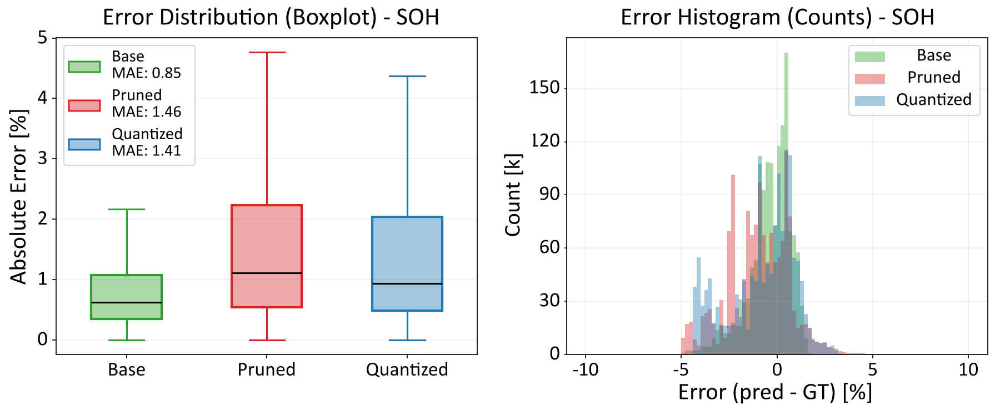 Error Distribution (Boxplot) - SOH
Absolute Error [%]
5
4
3
2
1
0
Base
MAE: 0.85
Pruned
MAE: 1.46
Quantized
MAE: 1.41
Base
Pruned
Quantized
Error Histogram (Counts) - SOH
Count [k]
150
120
90
60
30
0
Base
Pruned
Quantized
-10
-5
0
5
10
Error (pred - GT) [%]